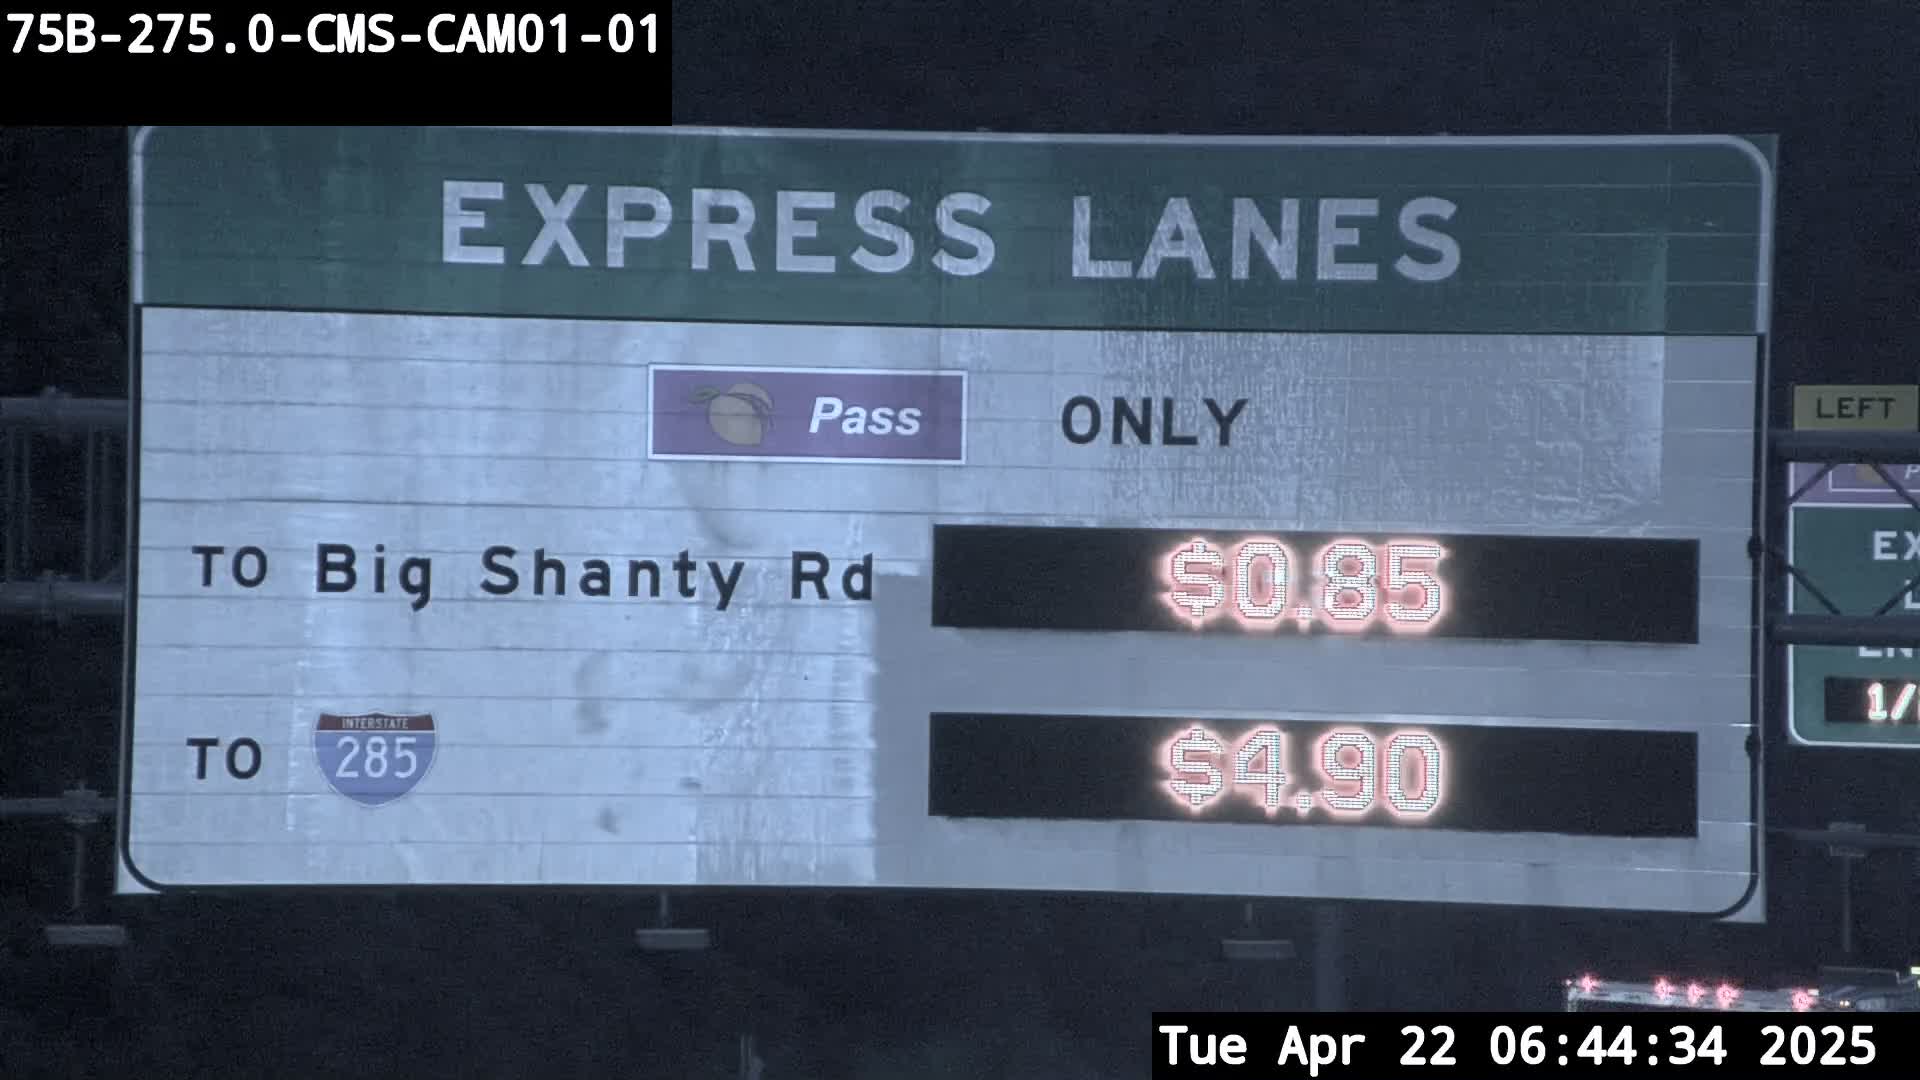 75B-275.0-CMS-CAM01-01
EXPRESS LANES
Pass ONLY
TO Big Shanty Rd $0.85
TO INTERSTATE 285 $4.90
LEFT
Tue Apr 22 06:44:34 2025